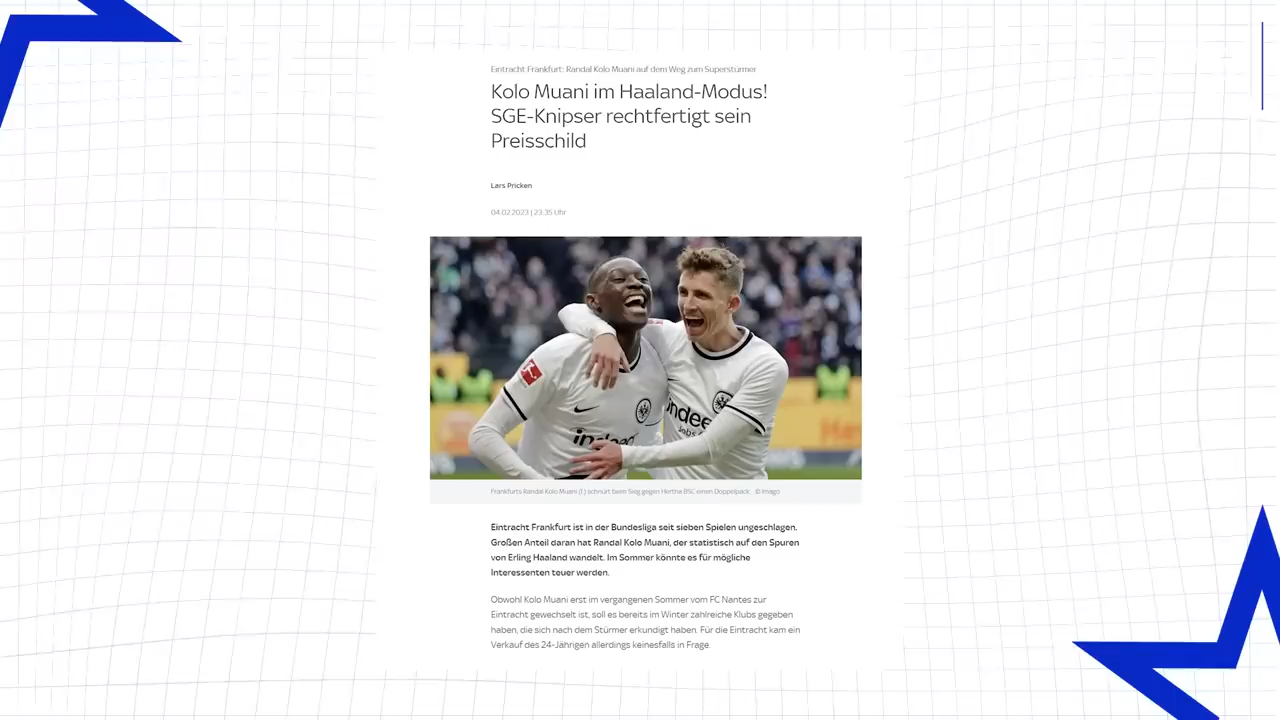 Eintracht Frankfurt: Randal Kolo Muani auf dem Weg zum Superstürmer
Kolo Muani im Haaland-Modus!
SGE-Knipser rechtfertigt sein
Preisschild
Lars Pricken
04.02.2023 | 23:35 Uhr
indeed
indeed
Jobs
Frankfurts Randal Kolo Muani (l.) schnürt beim Sieg gegen Hertha BSC einen Doppelpack. © Imago
Eintracht Frankfurt ist in der Bundesliga seit sieben Spielen ungeschlagen.
Großen Anteil daran hat Randal Kolo Muani, der statistisch auf den Spuren
von Erling Haaland wandelt. Im Sommer könnte es für mögliche
Interessenten teuer werden.
Obwohl Kolo Muani erst im vergangenen Sommer vom FC Nantes zur
Eintracht gewechselt ist, soll es bereits im Winter zahlreiche Klubs gegeben
haben, die sich nach dem Stürmer erkundigt haben. Für die Eintracht kam ein
Verkauf des 24-Jährigen allerdings keinesfalls in Frage.